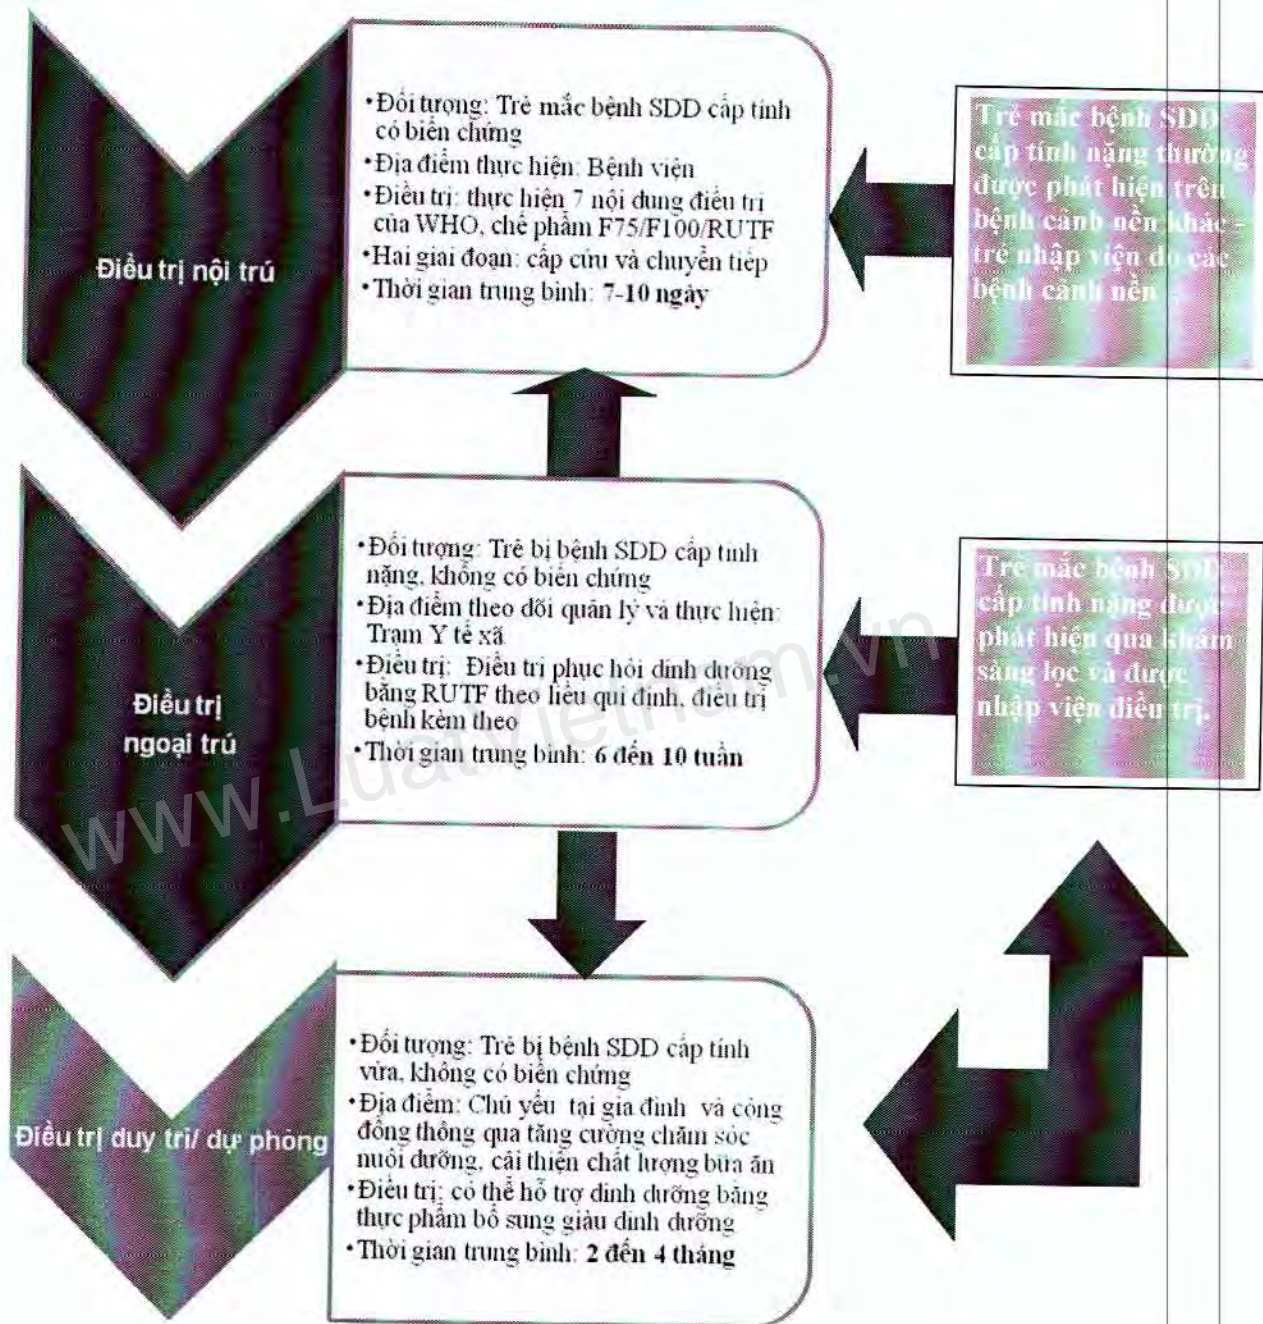 Điều trị nội trú
•Đối tượng: Trẻ mắc bệnh SDD cấp tính
có biến chứng
•Địa điểm thực hiện: Bệnh viện
•Điều trị: thực hiện 7 nội dung điều trị
của WHO, chế phẩm F75/F100/RUTF
•Hai giai đoạn: cấp cứu và chuyển tiếp
•Thời gian trung bình: 7-10 ngày
Trẻ mắc bệnh SDD
cấp tính nặng thường
được phát hiện trên
bệnh cảnh nền khác -
trẻ nhập viện do các
bệnh cảnh nền
Điều trị
ngoại trú
•Đối tượng: Trẻ bị bệnh SDD cấp tính
nặng, không có biến chứng
•Địa điểm theo dõi quản lý và thực hiện:
Trạm Y tế xã
•Điều trị: Điều trị phục hồi dinh dưỡng
bằng RUTF theo liều qui định, điều trị
bệnh kèm theo
•Thời gian trung bình: 6 đến 10 tuần
Trẻ mắc bệnh SDD
cấp tính nặng được
phát hiện qua khám
sàng lọc và được
nhập viện điều trị.
www.LuatVietnam.vn
Điều trị duy trì/ dự phòng
•Đối tượng: Trẻ bị bệnh SDD cấp tính
vừa, không có biến chứng
•Địa điểm: Chủ yếu tại gia đình và cộng
đồng thông qua tăng cường chăm sóc
nuôi dưỡng, cải thiện chất lượng bữa ăn
•Điều trị: có thể hỗ trợ dinh dưỡng bằng
thực phẩm bổ sung giàu dinh dưỡng
•Thời gian trung bình: 2 đến 4 tháng